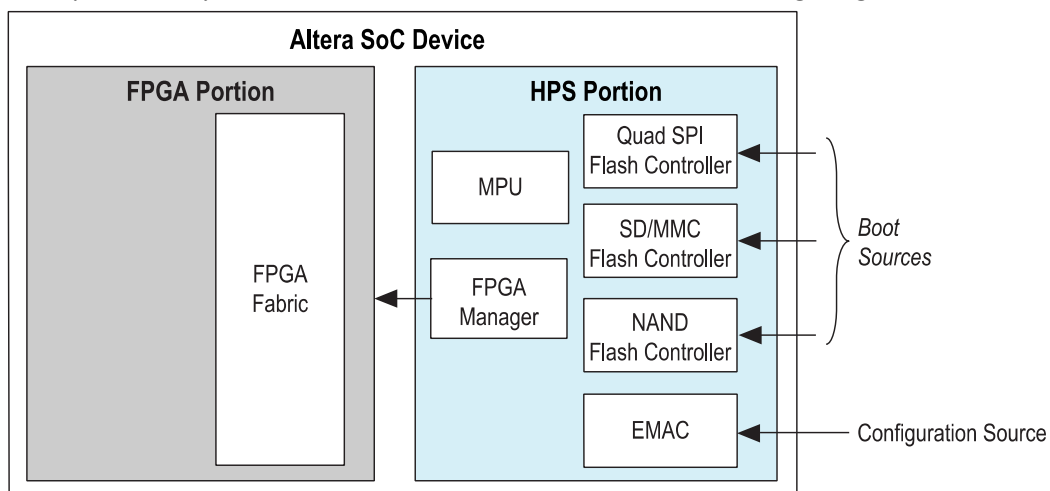 Altera SoC Device
FPGA Portion
FPGA
Fabric
HPS Portion
MPU
FPGA
Manager
Quad SPI
Flash Controller
SD/MMC
Flash Controller
NAND
Flash Controller
EMAC
Boot
Sources
Configuration Source